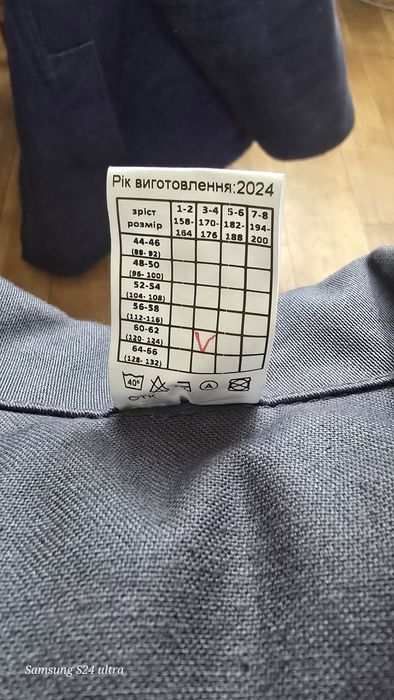 Рік виготовлення:2024
зріст 1-2 3-4 5-6 7-8
розмір 158- 170- 182- 194-
164 176 188 200
44-46
(88- 92)
48-50
(96- 100)
52-54
(104- 108)
56-58
(112-116)
60-62
(120- 124) V
64-66
(128- 132)
40° A
ОТК
Samsung S24 ultra